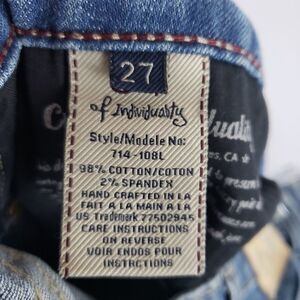 27
of Individuality
Style/Modele No:
714-108L
98% COTTON/COTON
2% SPANDEX
HAND CRAFTED IN LA
FAIT A LA MAIN A LA
US Trademark 77502945
CARE INSTRUCTIONS
ON REVERSE
VOIR ENDOS POUR
INSTRCTIONS